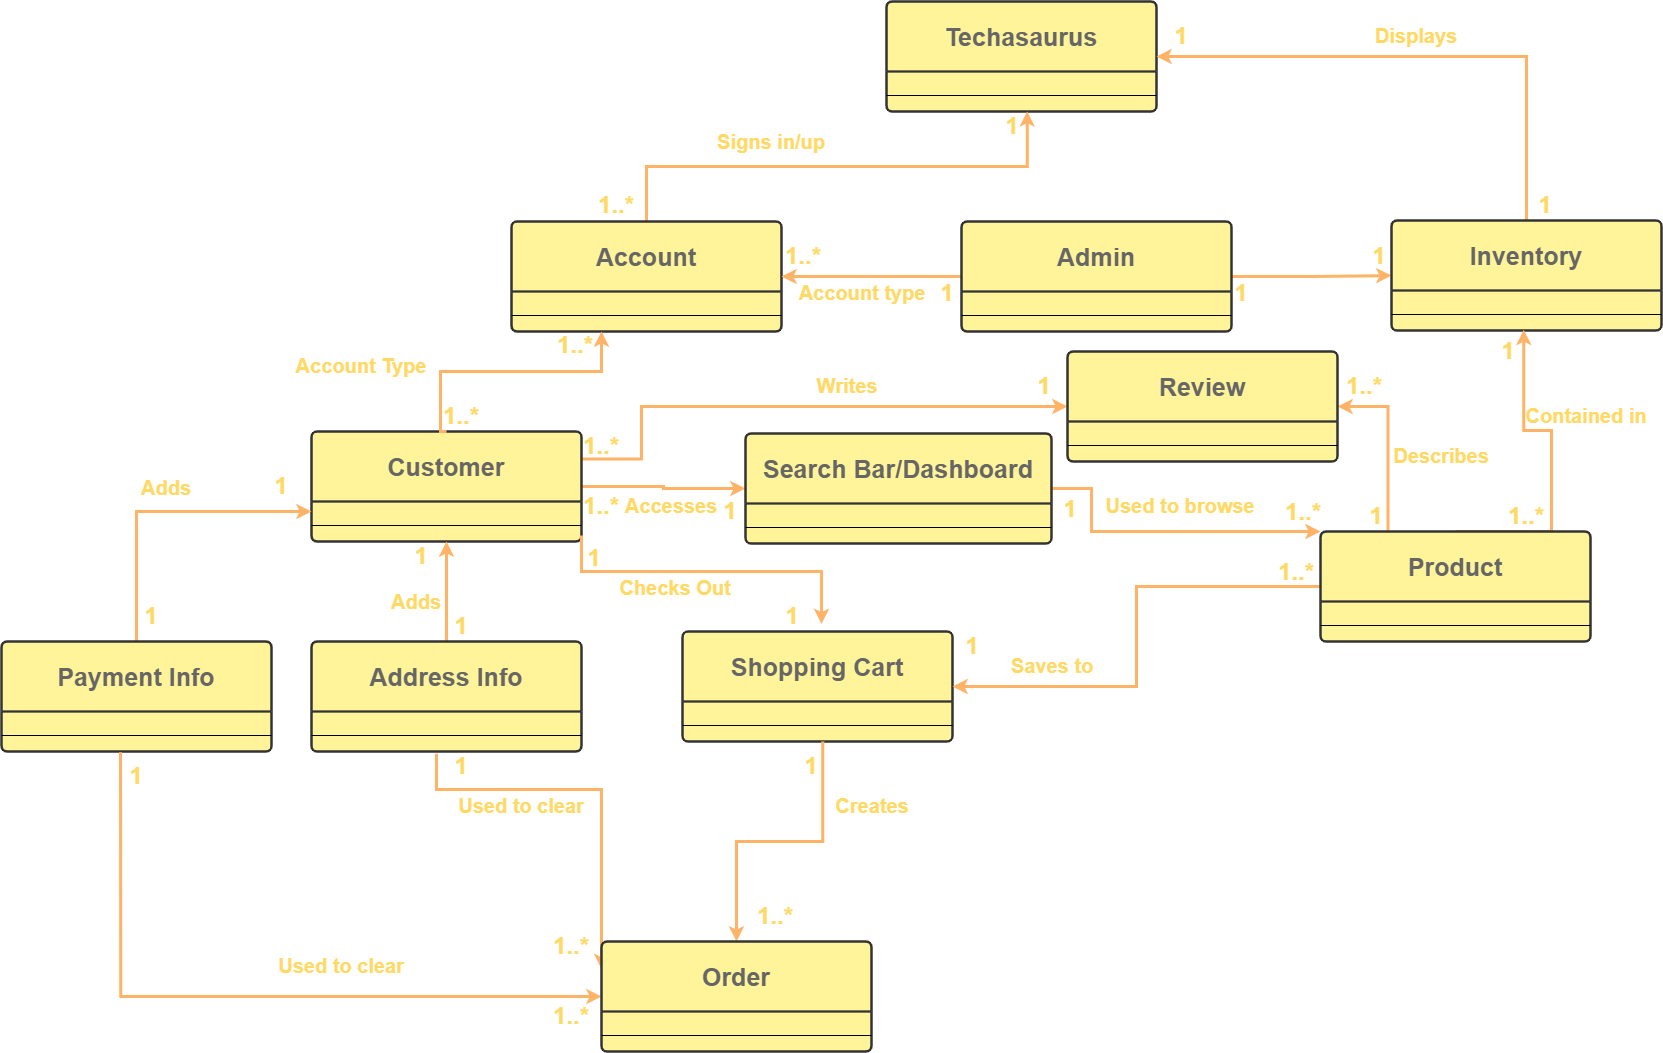 Techasaurus
1
Displays
1
Signs in/up
1..*
1
Account
1..*
Account type
1
Admin
1
1
Inventory
1..*
Account Type
1..*
Writes
1
Review
1..*
1
Contained in
Customer
1..*
Search Bar/Dashboard
Describes
Adds
1
1..*
Accesses
1
1
Used to browse
1..*
1
1..*
1
1
Checks Out
1..*
Product
Adds
1
1
1
1
Saves to
Payment Info
Address Info
Shopping Cart
1
1
1
Used to clear
Creates
1..*
1..*
Used to clear
Order
1..*